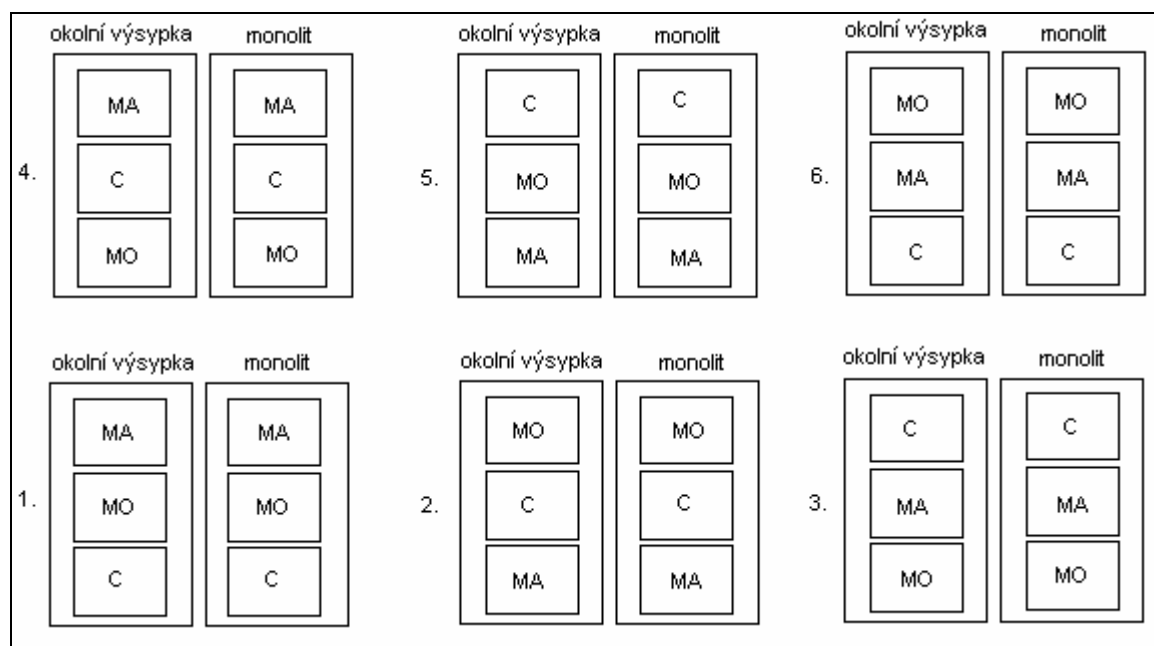 okolní výsypka monolit okolní výsypka monolit okolní výsypka monolit
MA MA C C MO MO
4. C C 5. MO MO 6. MA MA
MO MO MA MA C C
okolní výsypka monolit okolní výsypka monolit okolní výsypka monolit
MA MA MO MO C C
1. MO MO 2. C C 3. MA MA
C C MA MA MO MO